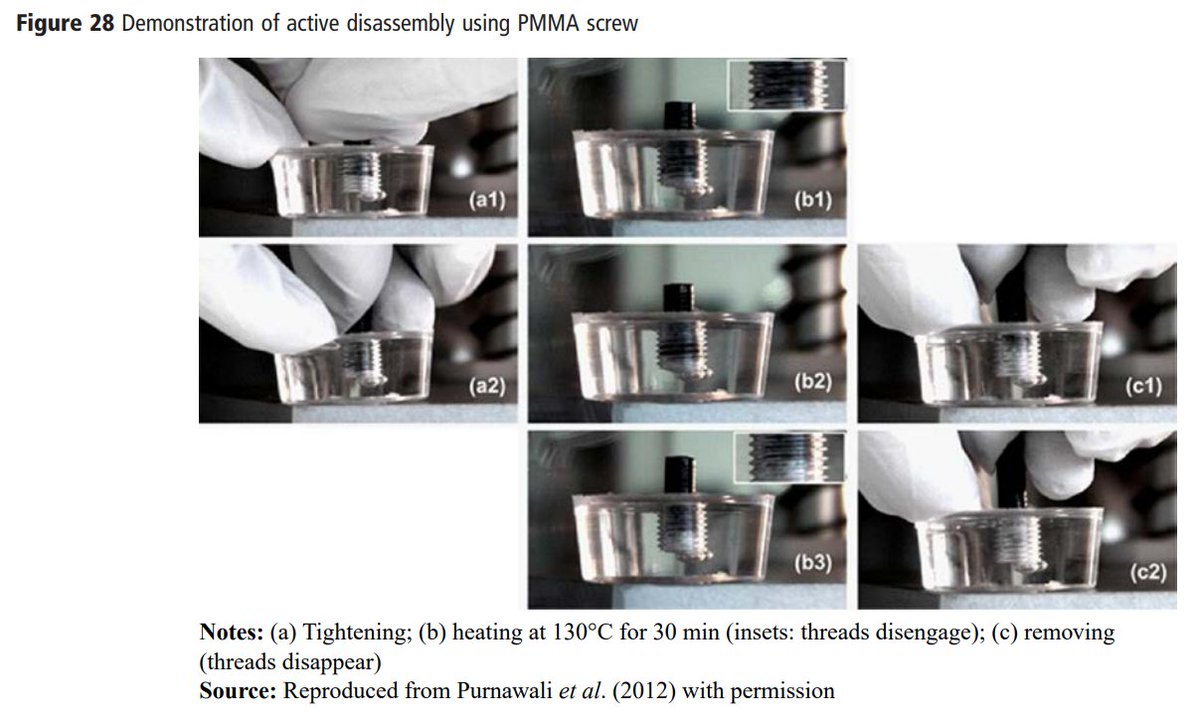 Figure 28 Demonstration of active disassembly using PMMA screw
(a1)
(b1)
(a2)
(b2)
(c1)
(b3)
(c2)
Notes: (a) Tightening; (b) heating at 130°C for 30 min (insets: threads disengage); (c) removing
(threads disappear)
Source: Reproduced from Purnawali et al. (2012) with permission